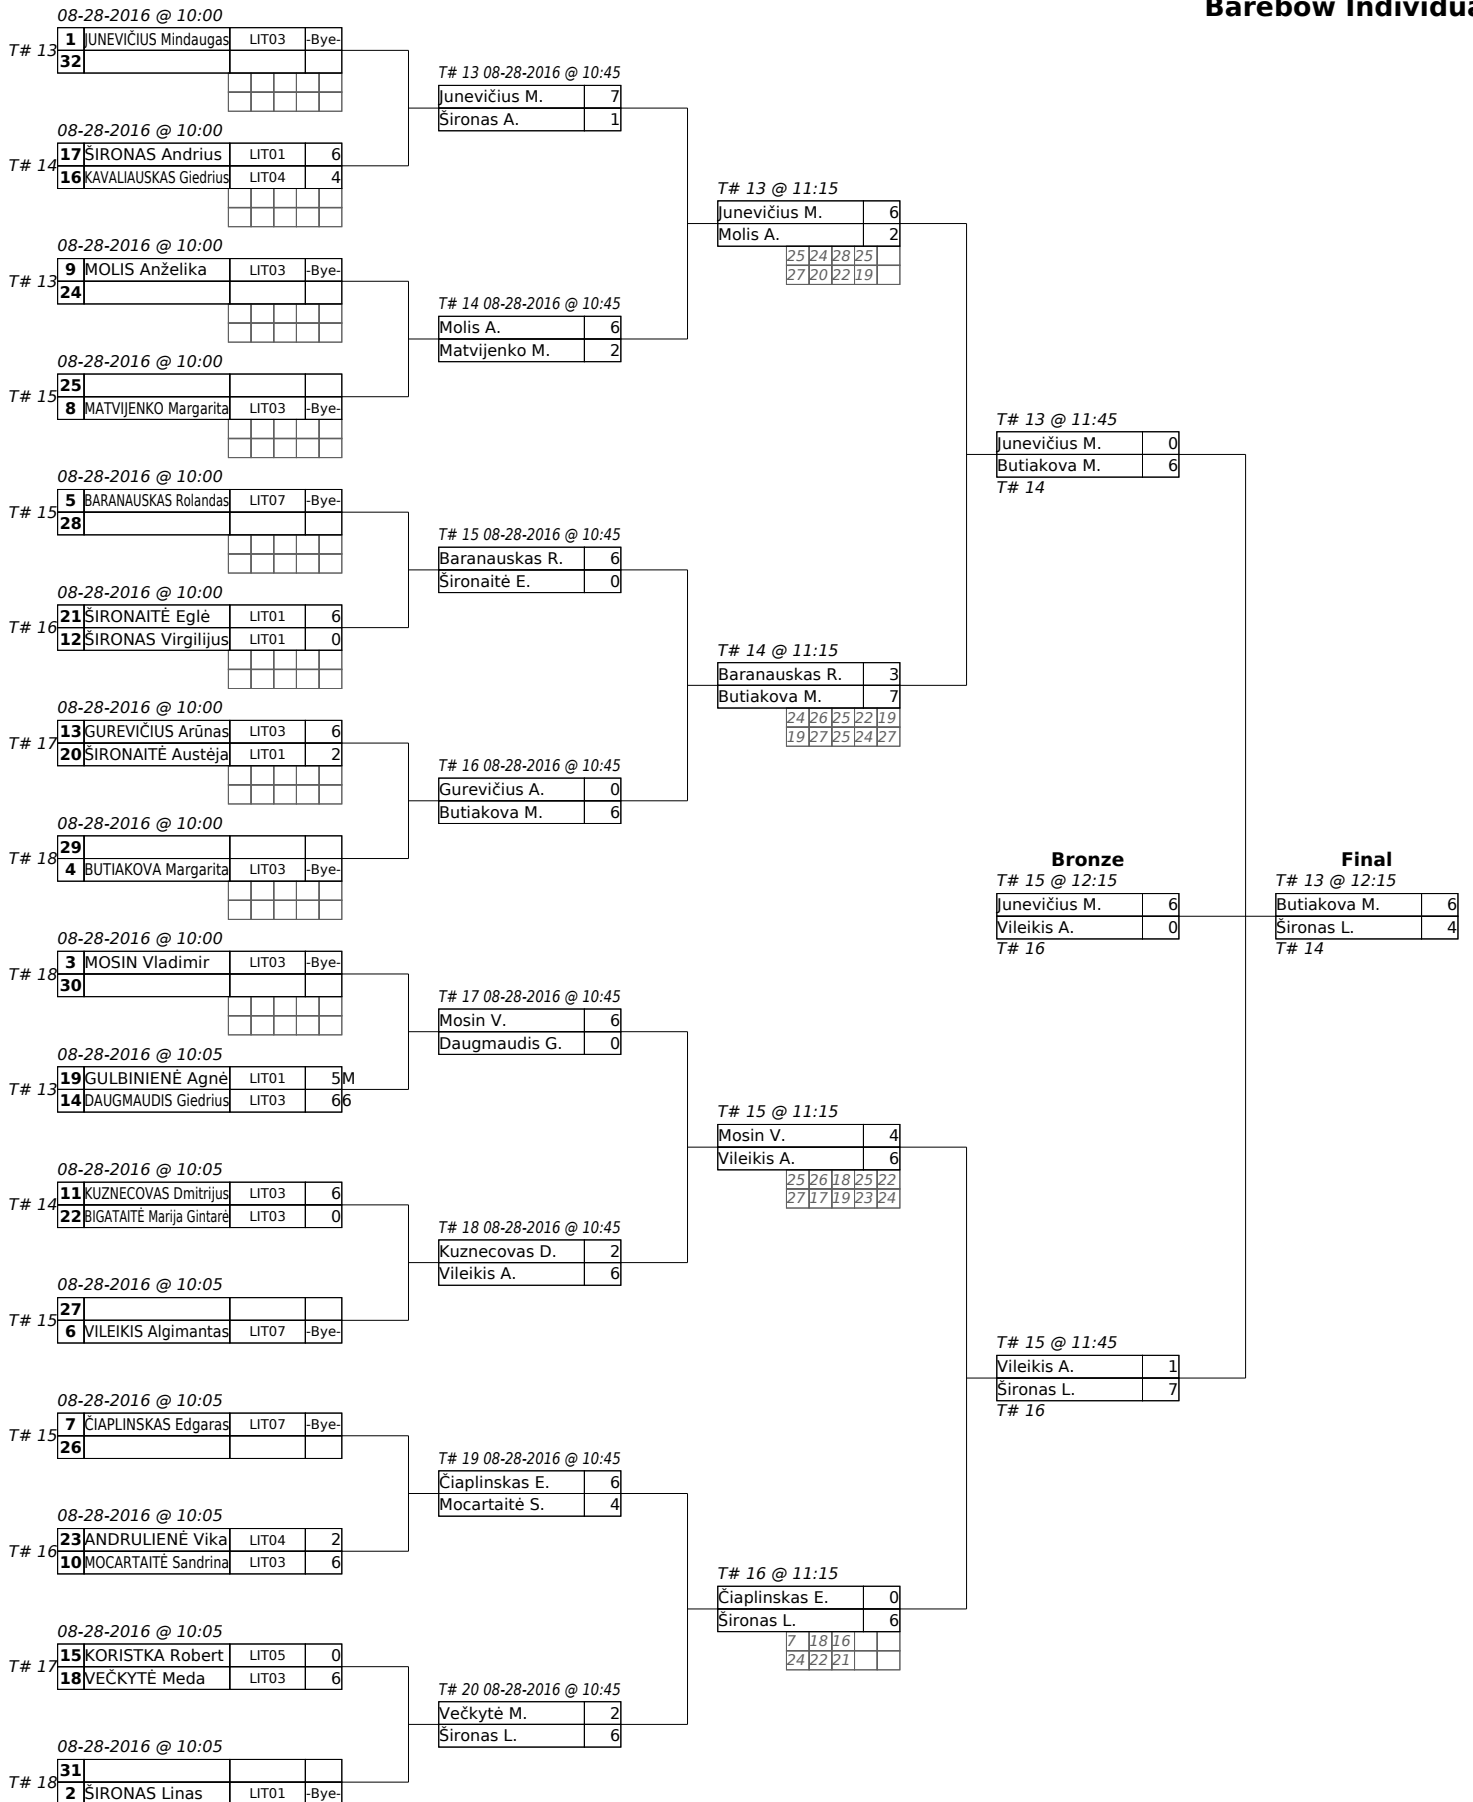 Barebow Individua
08-28-2016 @ 10:00
T# 13
1 JUNEVIČIUS Mindaugas LIT03 -Bye-
32
08-28-2016 @ 10:00
T# 14
17 ŠIRONAS Andrius LIT01 6
16 KAVALIAUSKAS Giedrius LIT04 4
08-28-2016 @ 10:00
T# 13
9 MOLIS Anželika LIT03 -Bye-
24
08-28-2016 @ 10:00
T# 15
25
8 MATVIJENKO Margarita LIT03 -Bye-
08-28-2016 @ 10:00
T# 15
5 BARANAUSKAS Rolandas LIT07 -Bye-
28
08-28-2016 @ 10:00
T# 16
21 ŠIRONAITĖ Eglė LIT01 6
12 ŠIRONAS Virgilijus LIT01 0
08-28-2016 @ 10:00
T# 17
13 GUREVIČIUS Arūnas LIT03 6
20 ŠIRONAITĖ Austėja LIT01 2
08-28-2016 @ 10:00
T# 18
29
4 BUTIAKOVA Margarita LIT03 -Bye-
08-28-2016 @ 10:00
T# 18
3 MOSIN Vladimir LIT03 -Bye-
30
08-28-2016 @ 10:05
T# 13
19 GULBINIENĖ Agnė LIT01 5M
14 DAUGMAUDIS Giedrius LIT03 66
08-28-2016 @ 10:05
T# 14
11 KUZNECOVAS Dmitrijus LIT03 6
22 BIGATAITĖ Marija Gintarė LIT03 0
08-28-2016 @ 10:05
T# 15
27
6 VILEIKIS Algimantas LIT07 -Bye-
08-28-2016 @ 10:05
T# 15
7 ČIAPLINSKAS Edgaras LIT07 -Bye-
26
08-28-2016 @ 10:05
T# 16
23 ANDRULIENĖ Vika LIT04 2
10 MOCARTAITĖ Sandrina LIT03 6
08-28-2016 @ 10:05
T# 17
15 KORISTKA Robert LIT05 0
18 VEČKYTĖ Meda LIT03 6
08-28-2016 @ 10:05
T# 18
31
2 ŠIRONAS Linas LIT01 -Bye-
T# 13 08-28-2016 @ 10:45
Junevičius M. 7
Šironas A. 1
T# 14 08-28-2016 @ 10:45
Molis A. 6
Matvijenko M. 2
T# 15 08-28-2016 @ 10:45
Baranauskas R. 6
Šironaitė E. 0
T# 16 08-28-2016 @ 10:45
Gurevičius A. 0
Butiakova M. 6
T# 17 08-28-2016 @ 10:45
Mosin V. 6
Daugmaudis G. 0
T# 18 08-28-2016 @ 10:45
Kuznecovas D. 2
Vileikis A. 6
T# 19 08-28-2016 @ 10:45
Čiaplinskas E. 6
Mocartaitė S. 4
T# 20 08-28-2016 @ 10:45
Večkytė M. 2
Šironas L. 6
T# 13 @ 11:15
Junevičius M. 6
Molis A. 2
25 24 28 25
27 20 22 19
T# 14 @ 11:15
Baranauskas R. 3
Butiakova M. 7
24 26 25 22 19
19 27 25 24 27
T# 15 @ 11:15
Mosin V. 4
Vileikis A. 6
25 26 18 25 22
27 17 19 23 24
T# 16 @ 11:15
Čiaplinskas E. 0
Šironas L. 6
7 18 16
24 22 21
T# 13 @ 11:45
Junevičius M. 0
Butiakova M. 6
T# 14
Bronze
T# 15 @ 12:15
Junevičius M. 6
Vileikis A. 0
T# 16
T# 15 @ 11:45
Vileikis A. 1
Šironas L. 7
T# 16
Final
T# 13 @ 12:15
Butiakova M. 6
Šironas L. 4
T# 14